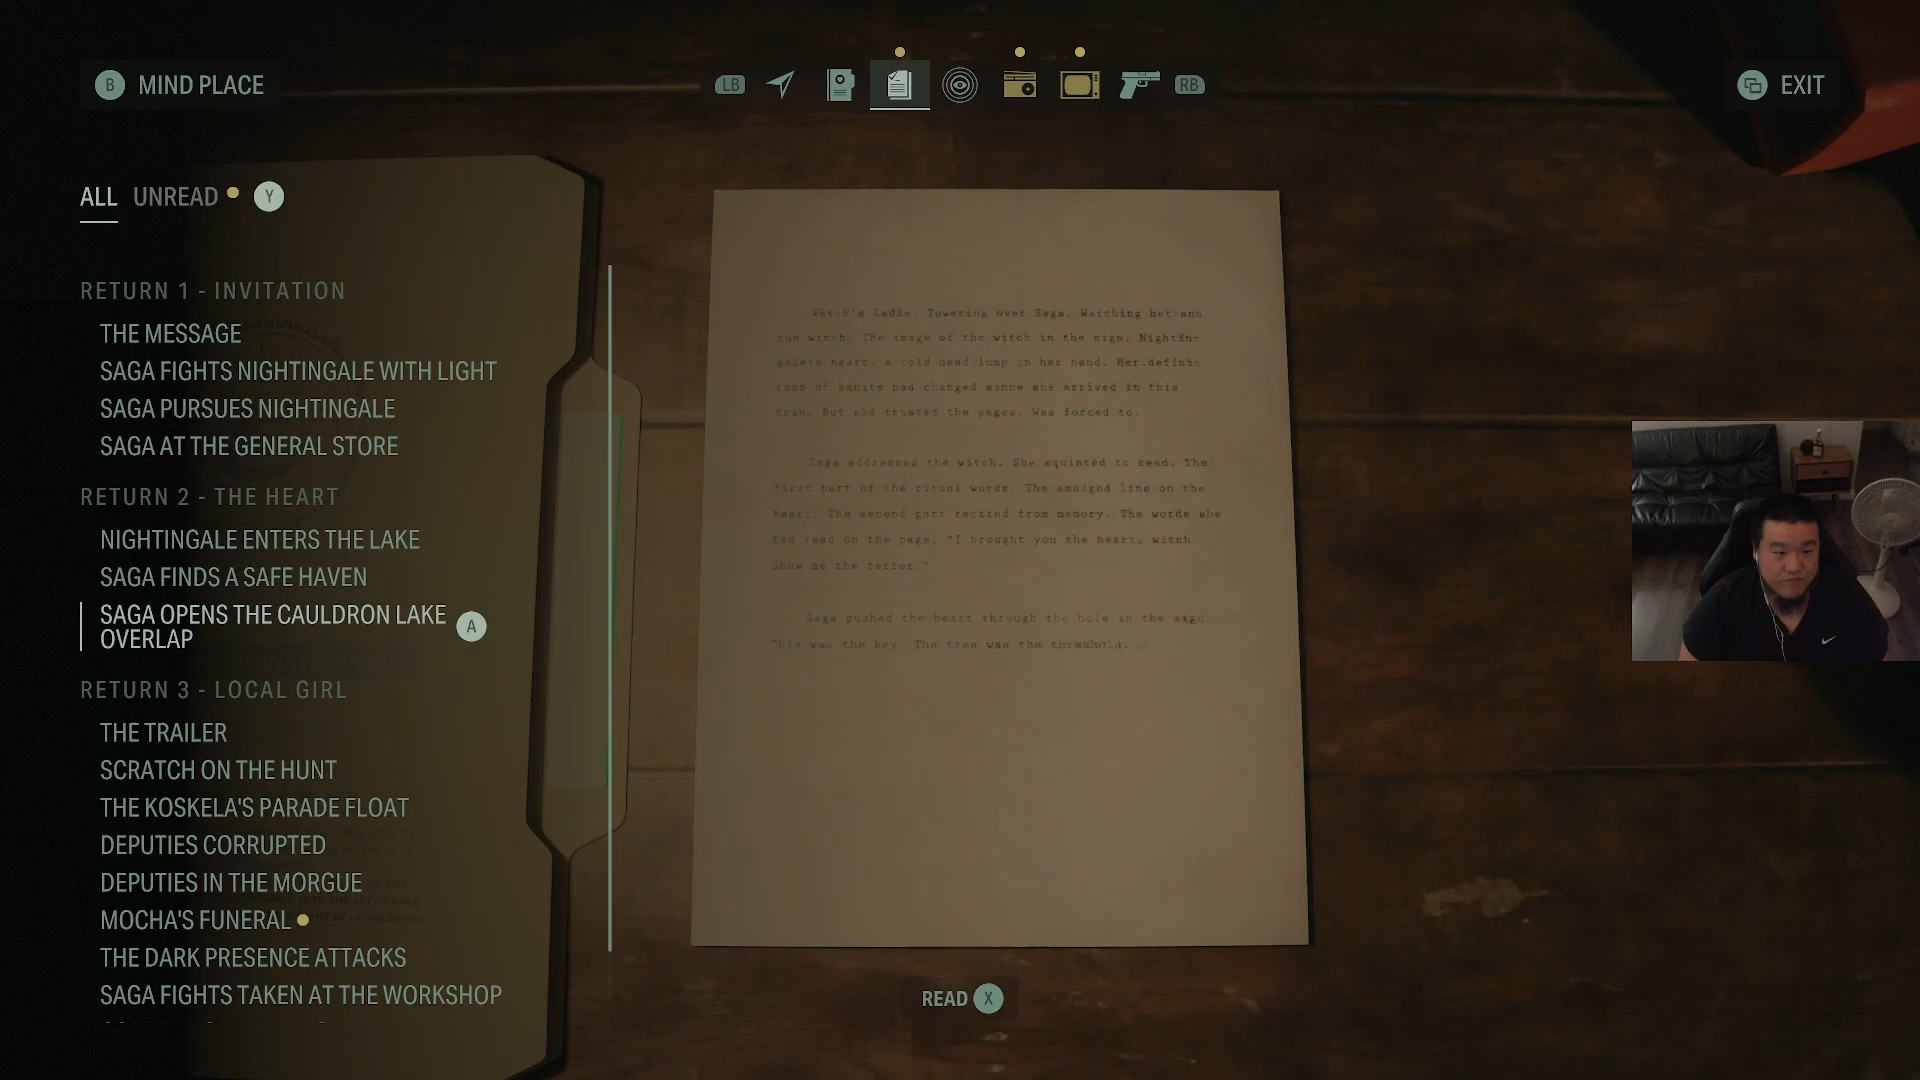 B MIND PLACE
LB
RB
EXIT
ALL UNREAD Y
RETURN 1 - INVITATION
THE MESSAGE
SAGA FIGHTS NIGHTINGALE WITH LIGHT
SAGA PURSUES NIGHTINGALE
SAGA AT THE GENERAL STORE
RETURN 2 - THE HEART
NIGHTINGALE ENTERS THE LAKE
SAGA FINDS A SAFE HAVEN
SAGA OPENS THE CAULDRON LAKE
OVERLAP A
RETURN 3 - LOCAL GIRL
THE TRAILER
SCRATCH ON THE HUNT
THE KOSKELA'S PARADE FLOAT
DEPUTIES CORRUPTED
DEPUTIES IN THE MORGUE
MOCHA'S FUNERAL
THE DARK PRESENCE ATTACKS
SAGA FIGHTS TAKEN AT THE WORKSHOP
Witch's Ladle. Towering over Saga. Watching her and
sun witch. The image of the witch in the sign. Nightin-
gale's heart. A cold dead lump in her hand. Her defini-
tion of sanity had changed since she arrived in this
town. But she trusted the pages. Was forced to.
Saga addressed the witch. She squinted to read. The
first part of the ritual words. The smudged line on the
heart. The second part recited from memory. The words she
had read on the page. "I brought you the heart, witch.
Show me the terror."
Saga pushed the heart through the hole in the sign.
This was the key. The tree was the threshold.
READ X